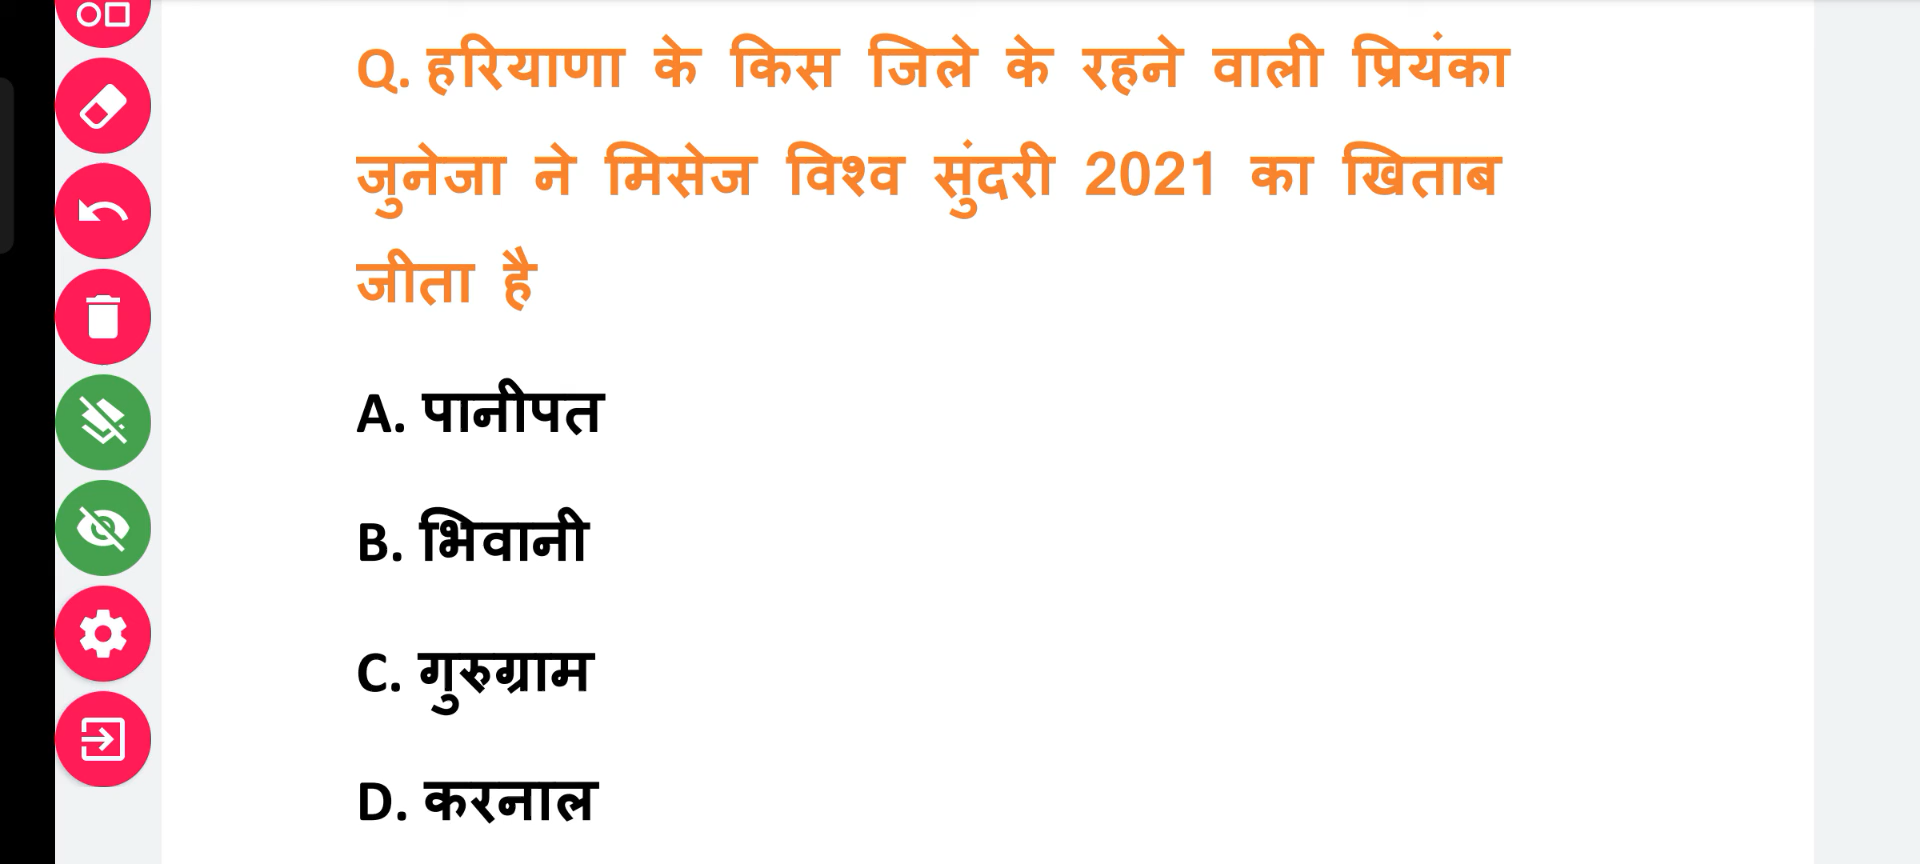 Q. हरियाणा के किस जिले के रहने वाली प्रियंका
जुनेजा ने मिसेज विश्व सुंदरी 2021 का खिताब
जीता है
A. पानीपत
B. भिवानी
C. गुरुग्राम
D. करनाल